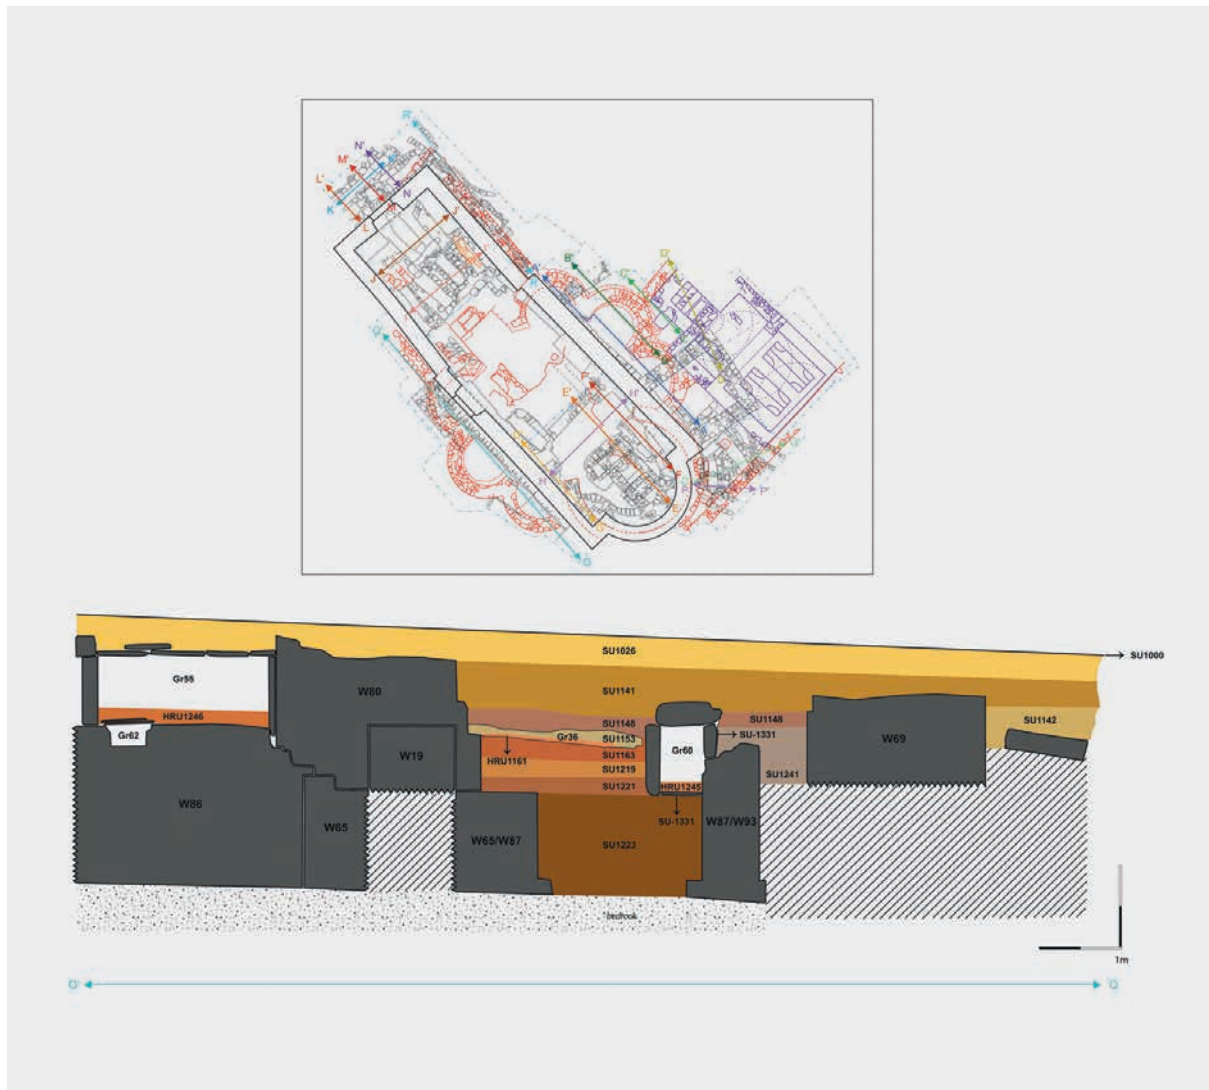 R'
N'
M'
L'
K'
K
N
M
L
J'
J
B'
D'
C'
A'
R
Q'
F'
E'
H'
B
D
A
G'
H
F
P
P'
E
G
Q
SU1026
SU1000
Gr55
W80
SU1141
HRU1246
SU1148
SU1148
SU1142
Gr62
Gr36
SU1153
SU-1331
W19
HRU1161
SU1163
Gr60
W69
SU1219
SU1241
SU1221
HRU1245
W86
W65
W65/W87
SU-1331
W87/W93
SU1223
bedrock
1m
Q'
Q